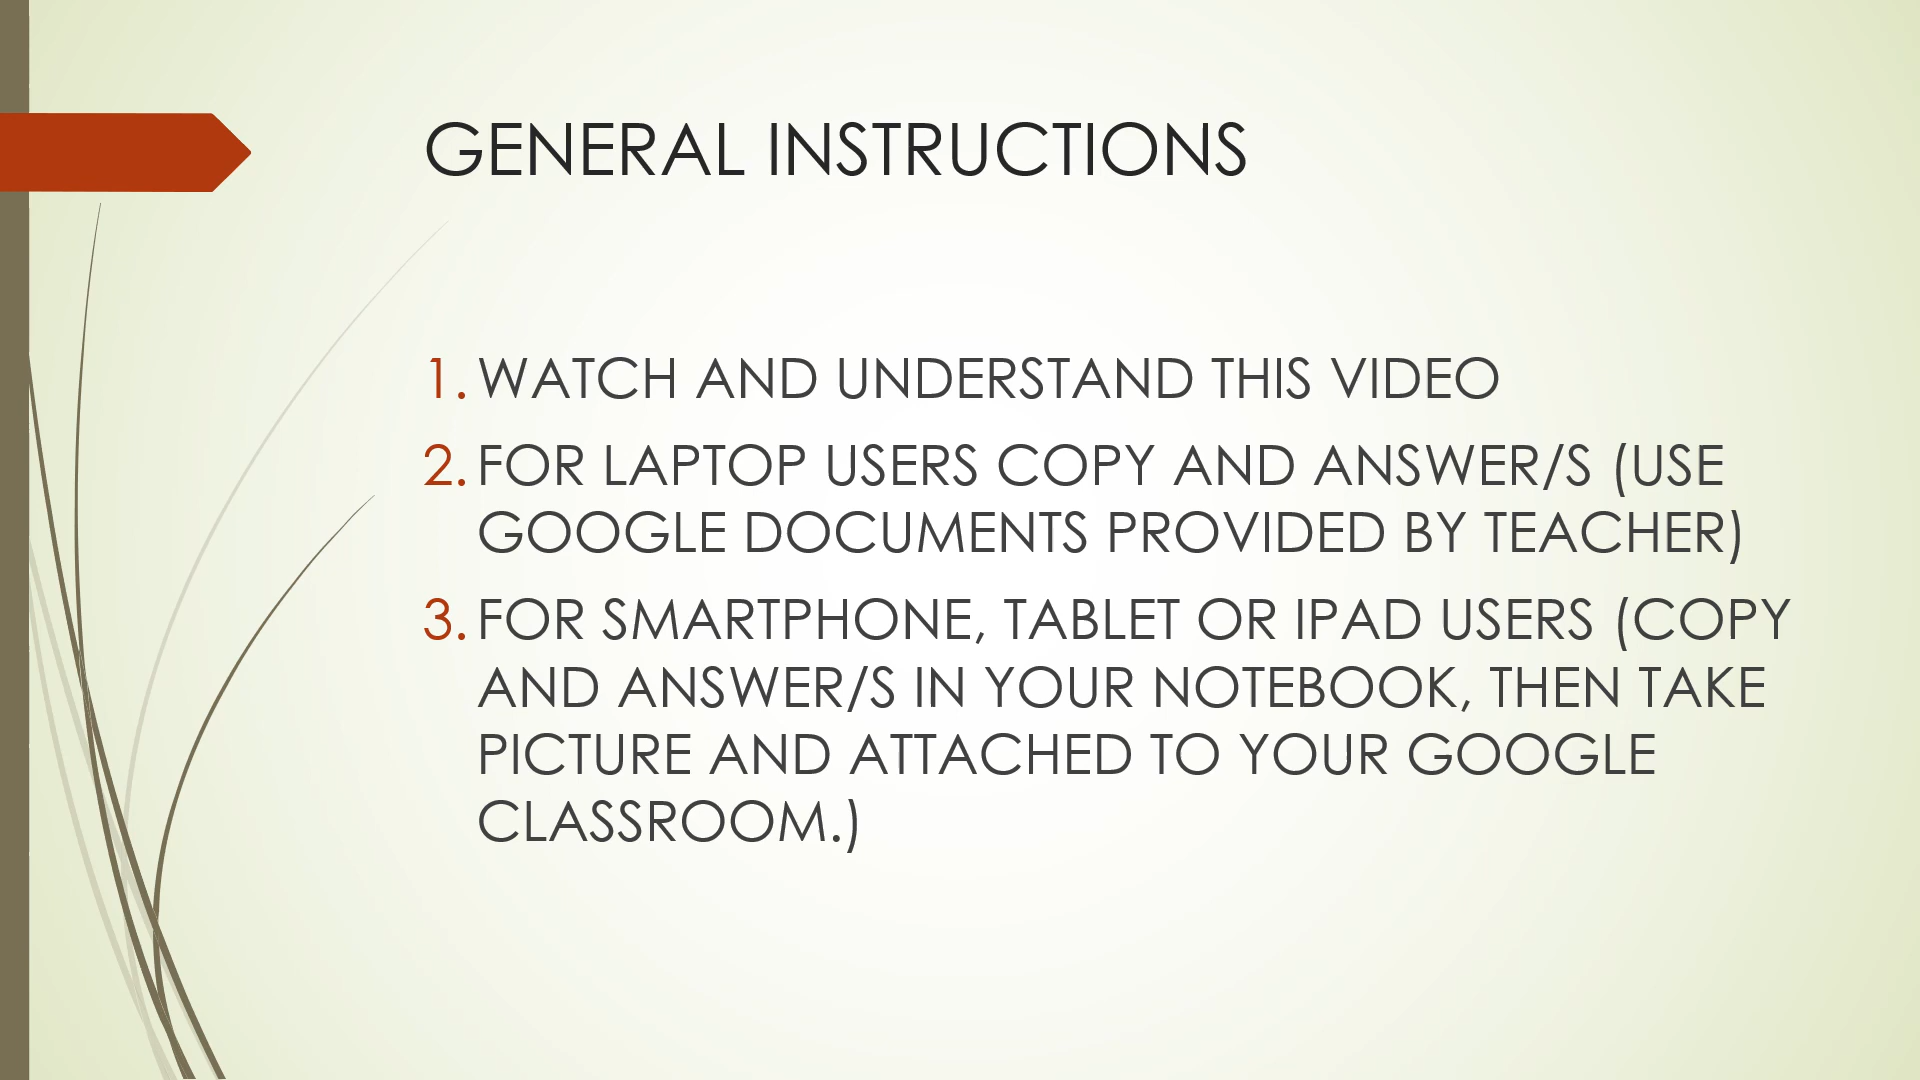 GENERAL INSTRUCTIONS
1. WATCH AND UNDERSTAND THIS VIDEO
2. FOR LAPTOP USERS COPY AND ANSWER/S (USE
GOOGLE DOCUMENTS PROVIDED BY TEACHER)
3. FOR SMARTPHONE, TABLET OR IPAD USERS (COPY
AND ANSWER/S IN YOUR NOTEBOOK, THEN TAKE
PICTURE AND ATTACHED TO YOUR GOOGLE
CLASSROOM.)